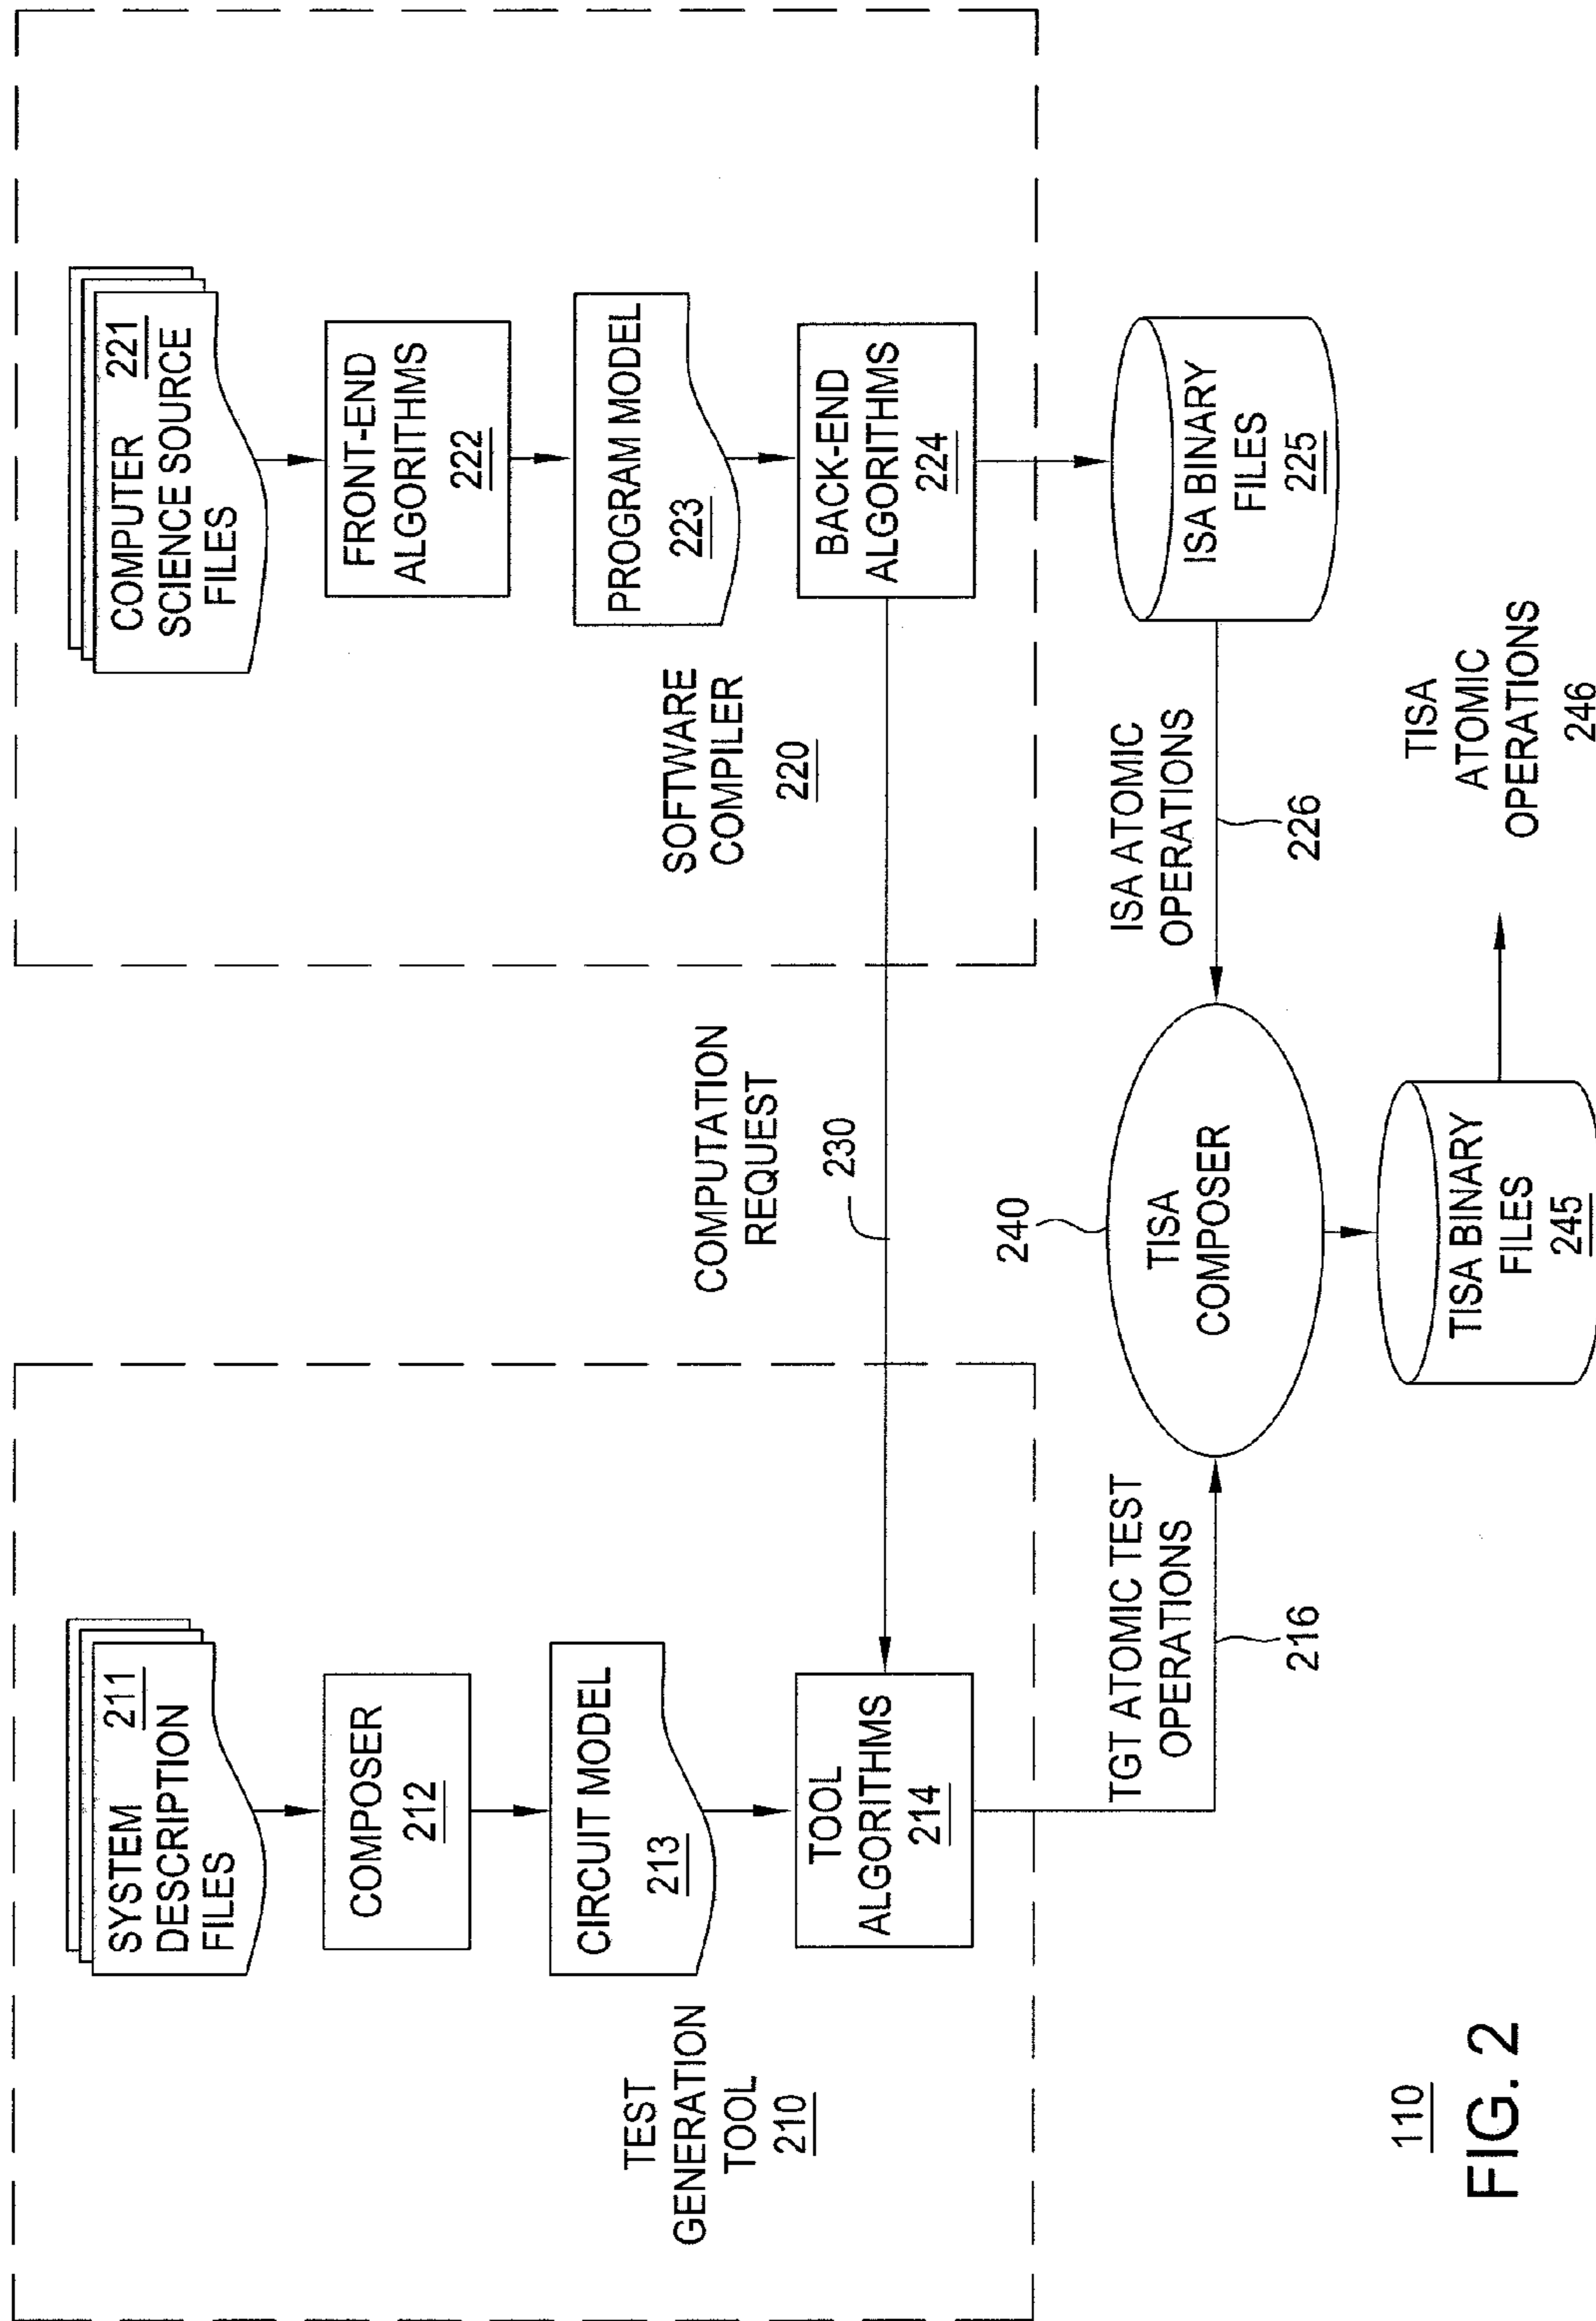 SYSTEM 211
DESCRIPTION
FILES
COMPOSER
212
CIRCUIT MODEL
213
TOOL
ALGORITHMS
214
TEST
GENERATION
TOOL
210
COMPUTER 221
SCIENCE SOURCE
FILES
FRONT-END
ALGORITHMS
222
PROGRAM MODEL
223
BACK-END
ALGORITHMS
224
SOFTWARE
COMPILER
220
COMPUTATION
REQUEST
230
TGT ATOMIC TEST
OPERATIONS
216
240
TISA
COMPOSER
ISA ATOMIC
OPERATIONS
226
ISA BINARY
FILES
225
TISA BINARY
FILES
245
TISA
ATOMIC
OPERATIONS
246
110
FIG. 2